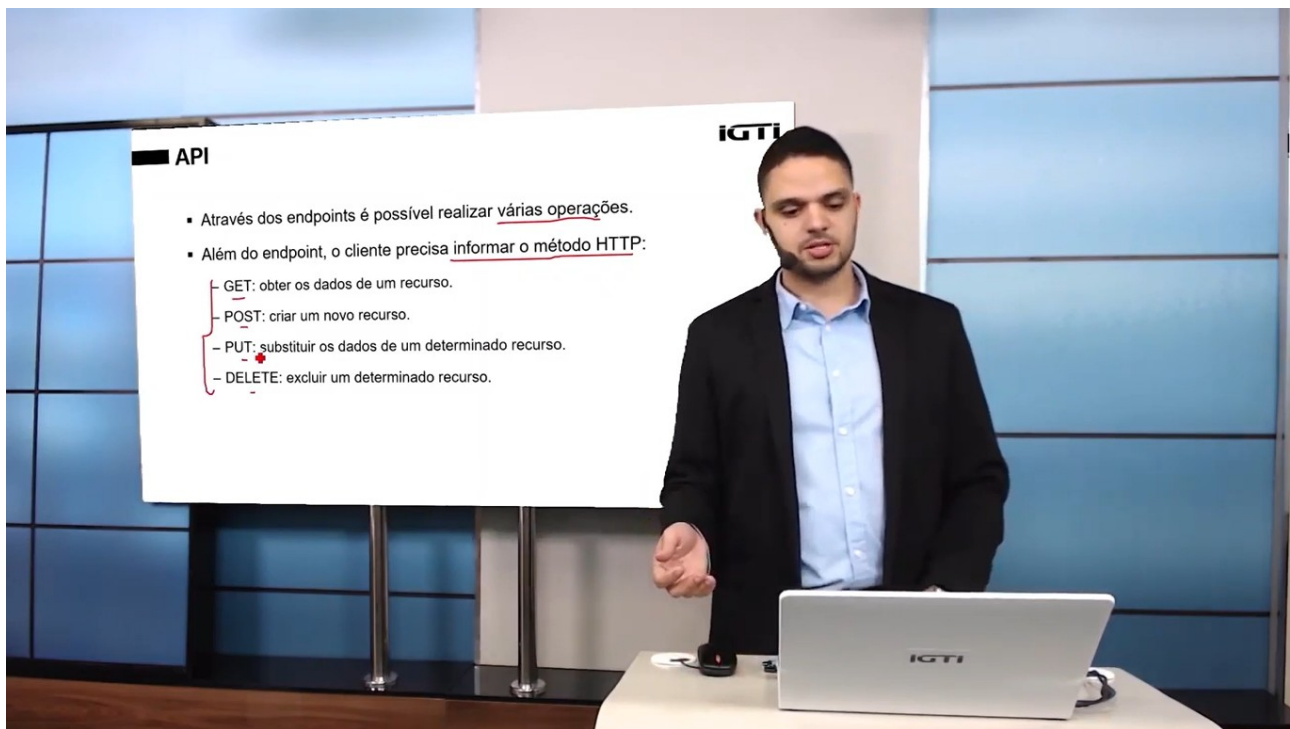 API
iGTi
▪ Através dos endpoints é possível realizar várias operações.
▪ Além do endpoint, o cliente precisa informar o método HTTP:
– GET: obter os dados de um recurso.
– POST: criar um novo recurso.
– PUT: substituir os dados de um determinado recurso.
– DELETE: excluir um determinado recurso.
iGTi